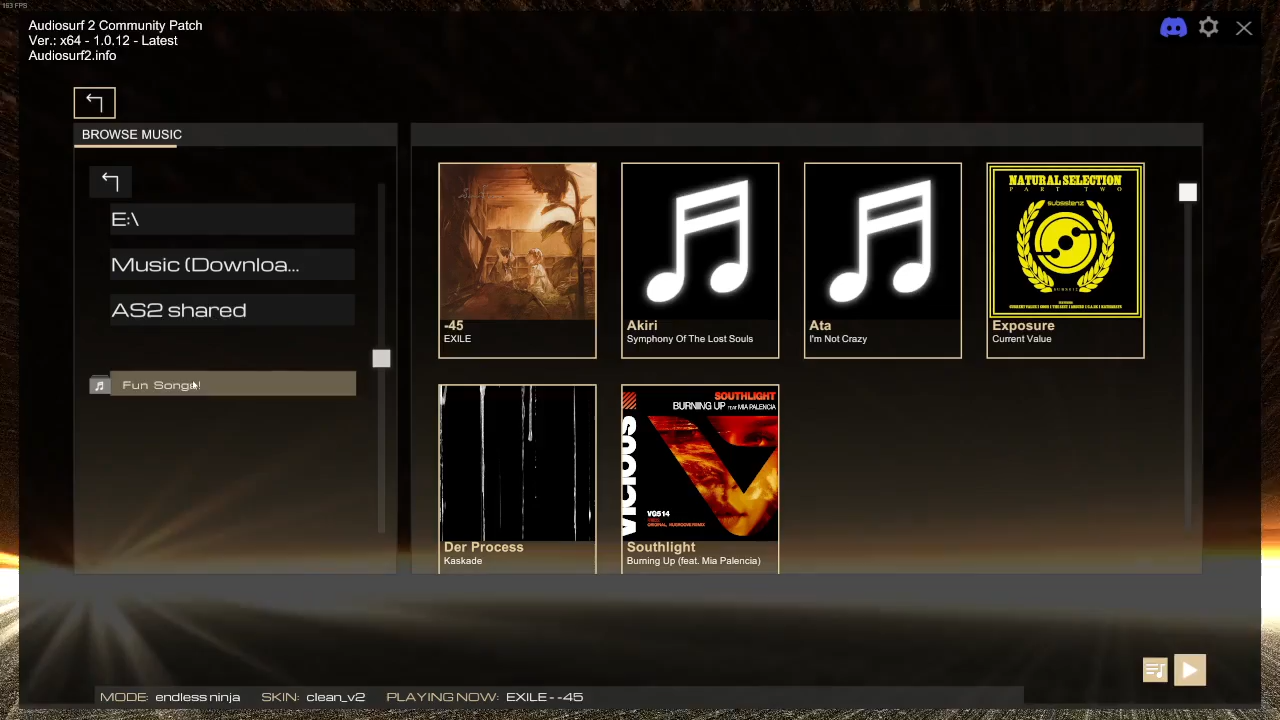 163 FPS
Audiosurf 2 Community Patch
Ver.: x64 - 1.0.12 - Latest
Audiosurf2.info
BROWSE MUSIC
E:\
Music (Downloa...
AS2 shared
Fun Songs!
-45
EXILE
Akiri
Symphony Of The Lost Souls
Ata
I'm Not Crazy
NATURAL SELECTION
PART TWO
subsistenz
Exposure
Current Value
Der Process
Kaskade
SOUTHLIGHT
BURNING UP FEAT MIA PALENCIA
VICIOUS
VG514
Southlight
Burning Up (feat. Mia Palencia)
MODE: endless ninja SKIN: clean_v2 PLAYING NOW: EXILE - -45